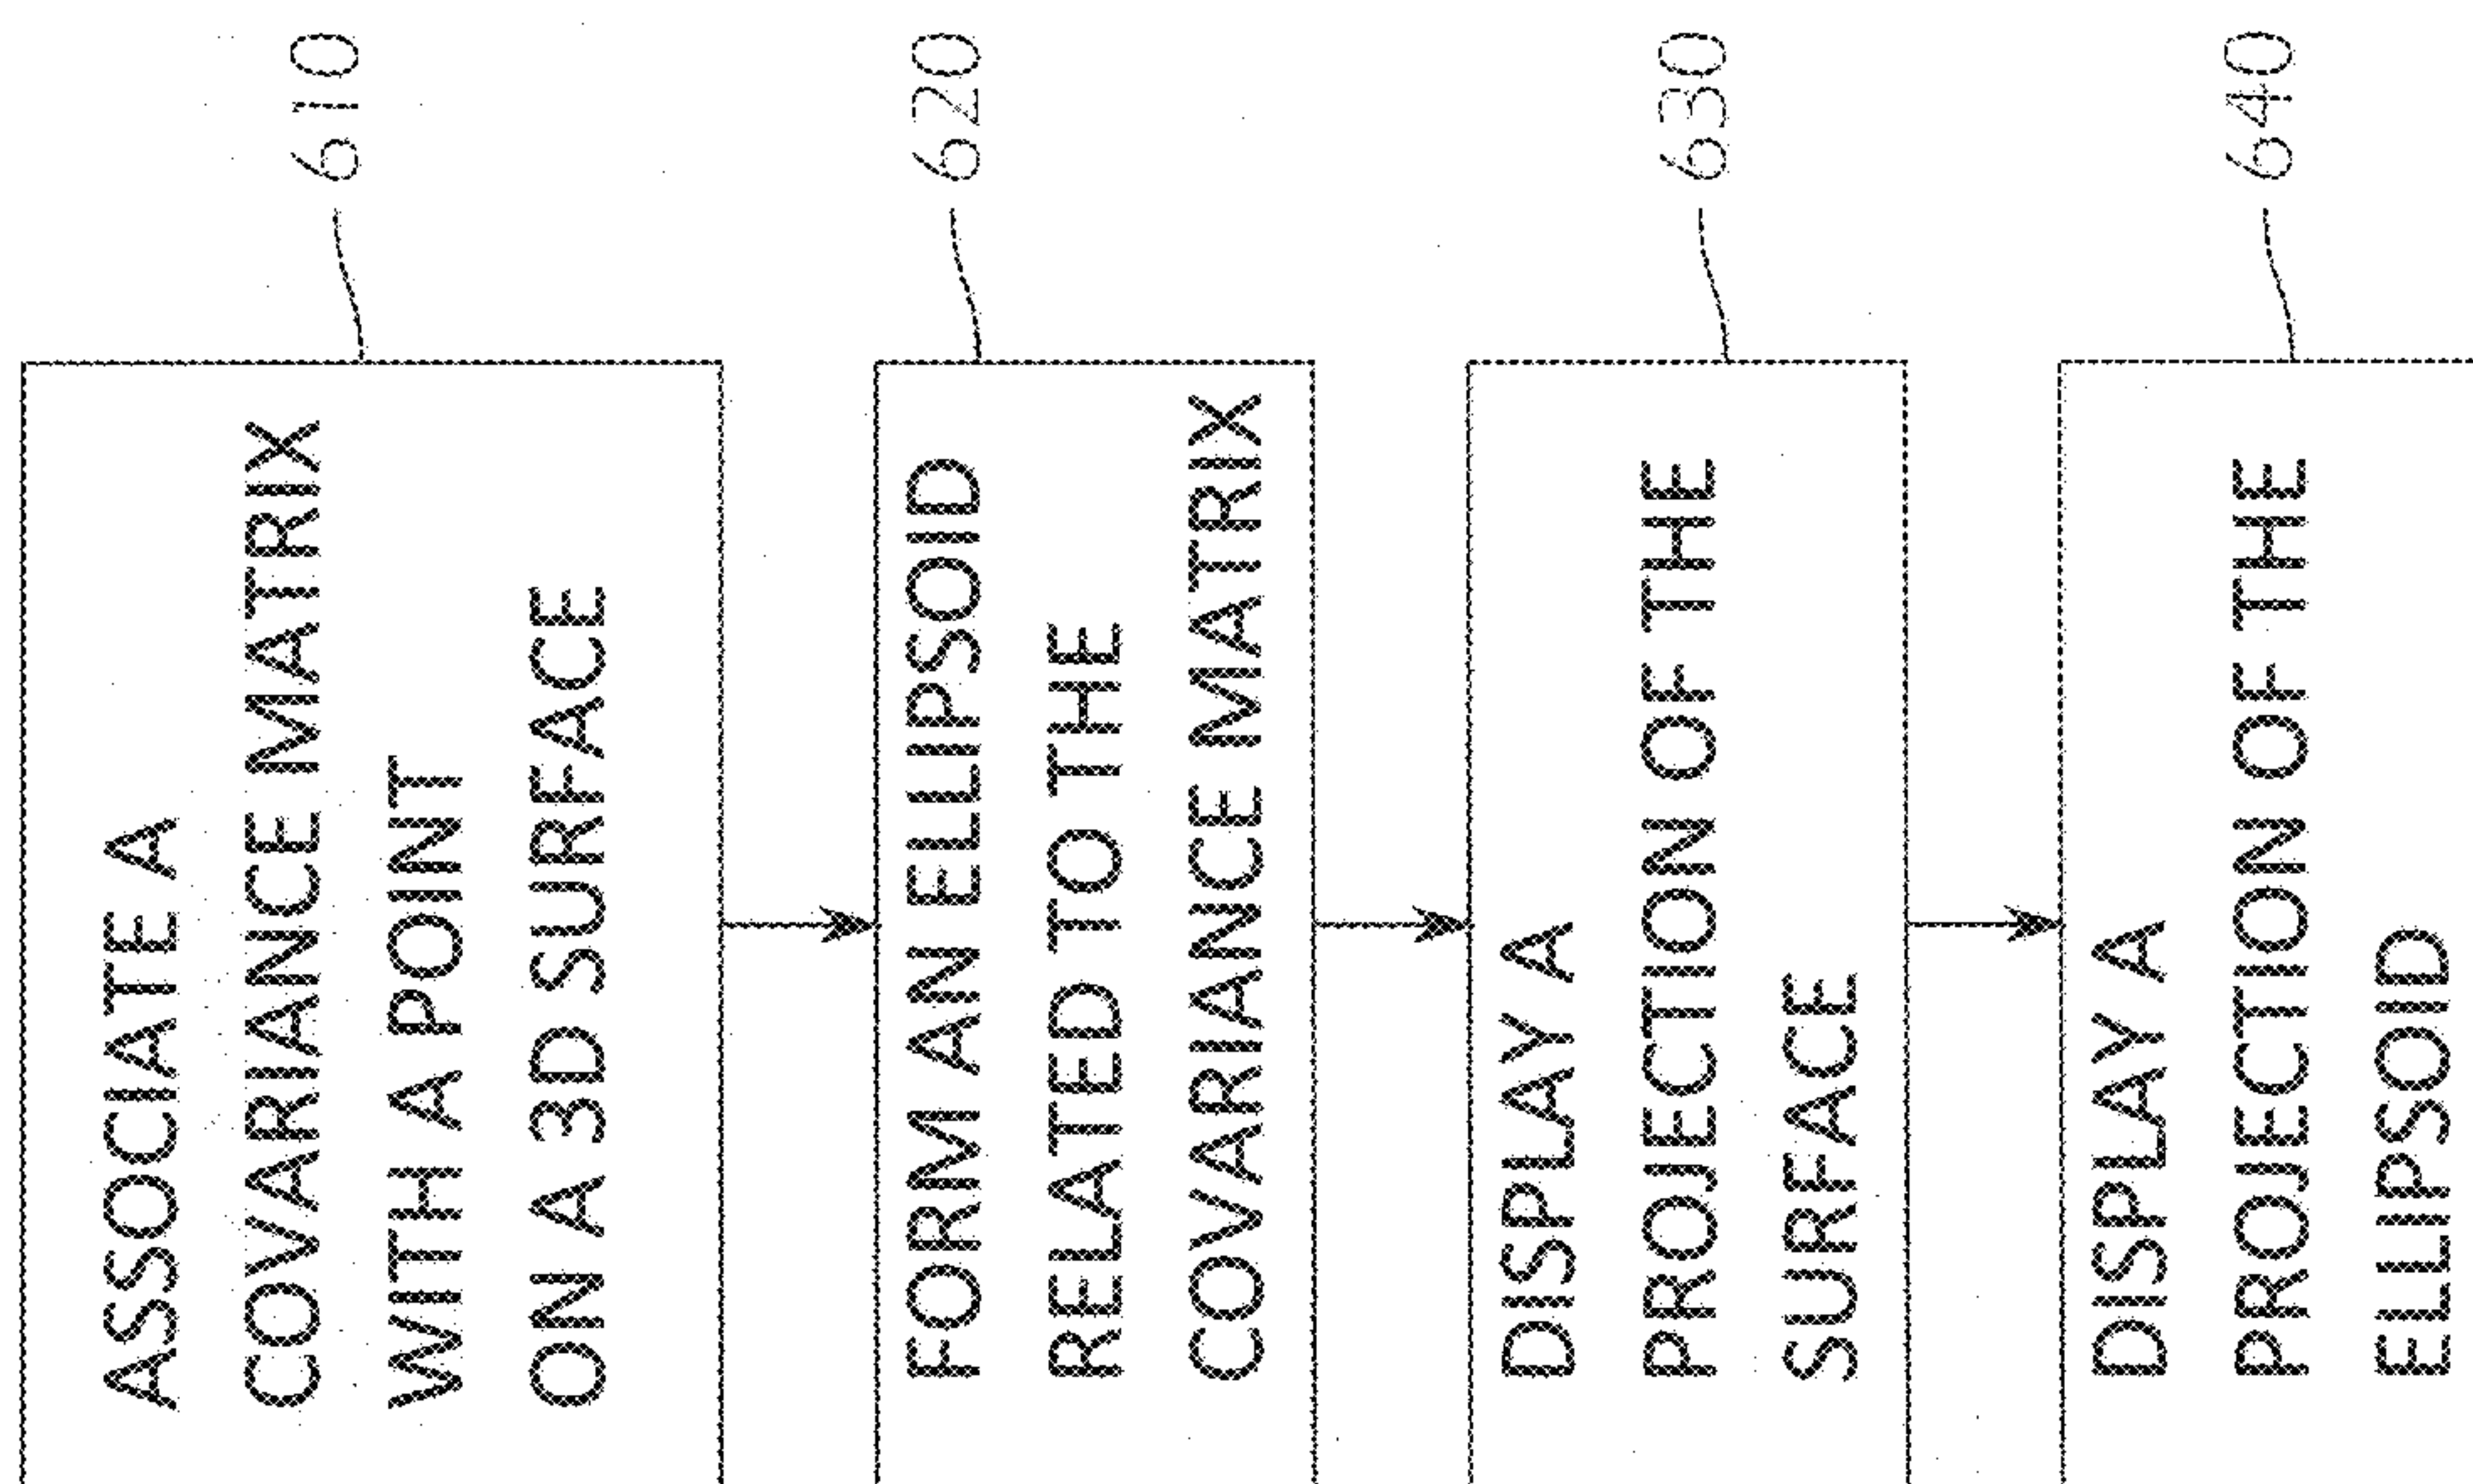 ASSOCIATE A
COVARIANCE MATRIX
WITH A POINT
ON A 3D SURFACE
610
FORM AN ELLIPSOID
RELATED TO THE
COVARIANCE MATRIX
620
DISPLAY A
PROJECTION OF THE
SURFACE
630
DISPLAY A
PROJECTION OF THE
ELLIPSOID
640